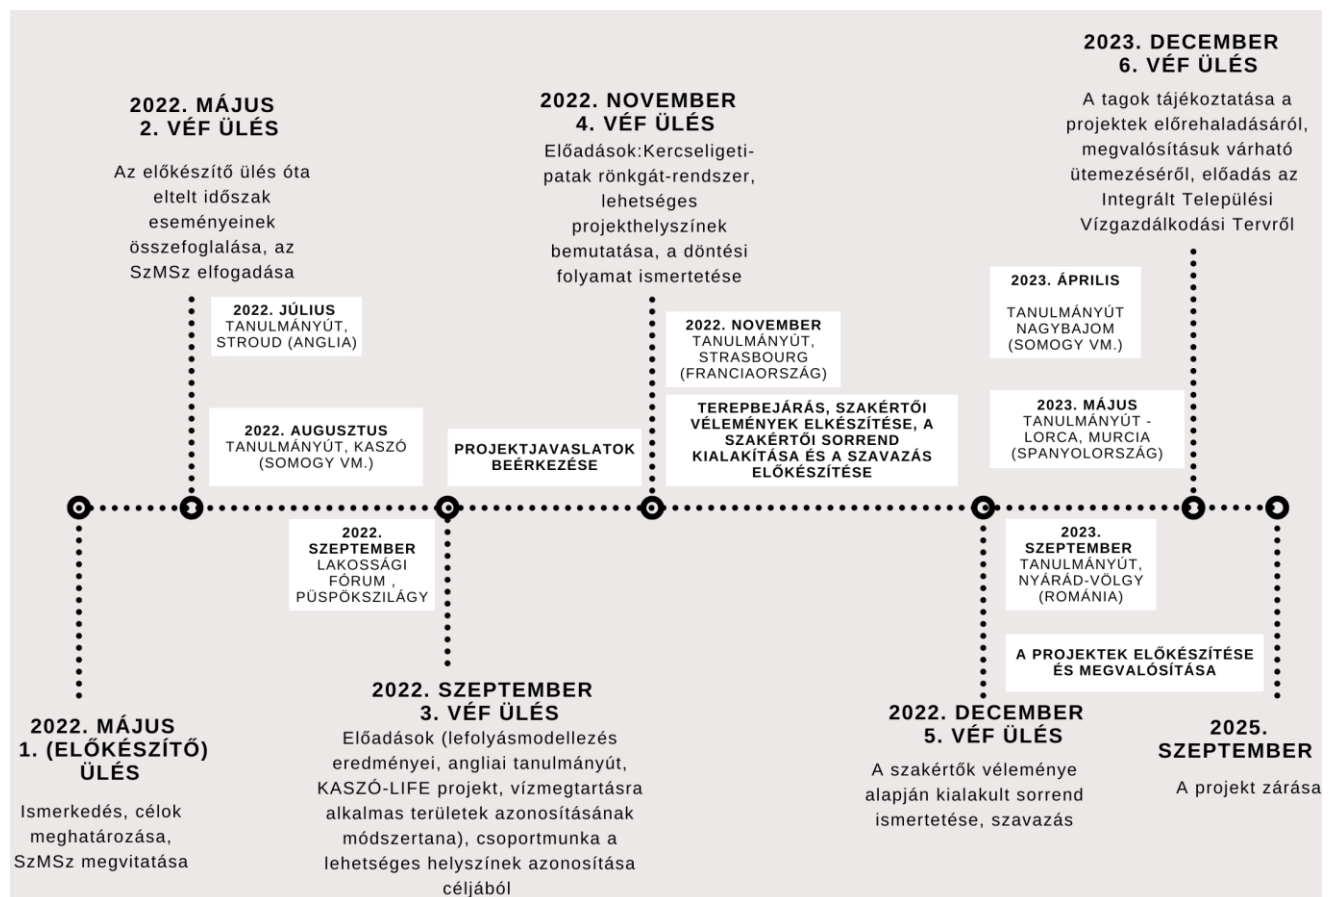 2022. MÁJUS
2. VÉF ÜLÉS
Az előkészítő ülés óta
eltelt időszak
eseményeinek
összefoglalása, az
SzMSz elfogadása
2022. NOVEMBER
4. VÉF ÜLÉS
Előadások:Kercseligeti-
patak rönkgát-rendszer,
lehetséges
projekthelyszínek
bemutatása, a döntési
folyamat ismertetése
2023. DECEMBER
6. VÉF ÜLÉS
A tagok tájékoztatása a
projektek előrehaladásáról,
megvalósításuk várható
ütemezéséről, előadás az
Integrált Települési
Vízgazdálkodási Tervről
2022. JÚLIUS
TANULMÁNYÚT,
STROUD (ANGLIA)
2022. AUGUSZTUS
TANULMÁNYÚT, KASZÓ
(SOMOGY VM.)
PROJEKTJAVASLATOK
BEÉRKEZÉSE
2022. NOVEMBER
TANULMÁNYÚT,
STRASBOURG
(FRANCIAORSZÁG)
TEREPBEJÁRÁS, SZAKÉRTŐI
VÉLEMÉNYEK ELKÉSZÍTÉSE, A
SZAKÉRTŐI SORREND
KIALAKÍTÁSA ÉS A SZAVAZÁS
ELŐKÉSZÍTÉSE
2023. ÁPRILIS
TANULMÁNYÚT
NAGYBAJOM
(SOMOGY VM.)
2023. MÁJUS
TANULMÁNYÚT -
LORCA, MURCIA
(SPANYOLORSZÁG)
2022.
SZEPTEMBER
LAKOSSÁGI
FÓRUM ,
PÜSPÖKSZILÁGY
2023.
SZEPTEMBER
TANULMÁNYÚT,
NYÁRÁD-VÖLGY
(ROMÁNIA)
A PROJEKTEK ELŐKÉSZÍTÉSE
ÉS MEGVALÓSÍTÁSA
2022. MÁJUS
1. (ELŐKÉSZÍTŐ)
ÜLÉS
Ismerkedés, célok
meghatározása,
SzMSz megvitatása
2022. SZEPTEMBER
3. VÉF ÜLÉS
Előadások (lefolyásmodellezés
eredményei, angliai tanulmányút,
KASZÓ-LIFE projekt, vízmegtartásra
alkalmas területek azonosításának
módszertana), csoportmunka a
lehetséges helyszínek azonosítása
céljából
2022. DECEMBER
5. VÉF ÜLÉS
A szakértők véleménye
alapján kialakult sorrend
ismertetése, szavazás
2025.
SZEPTEMBER
A projekt zárása